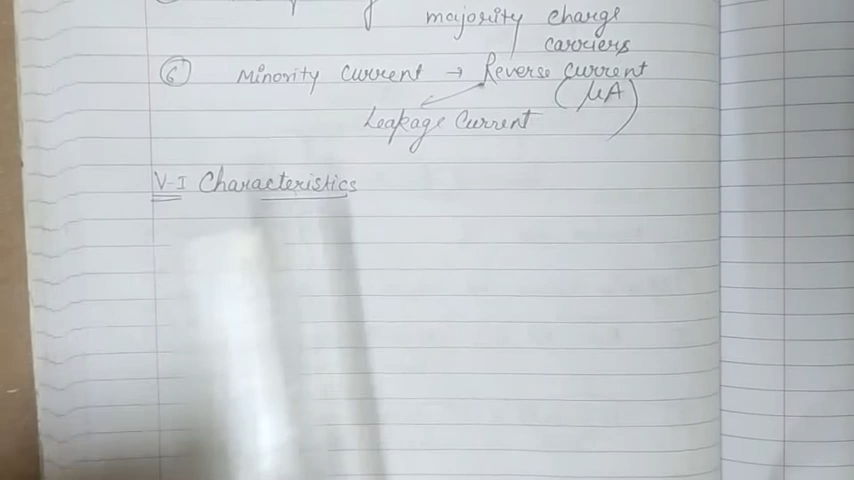 majority charge
carriers
6 Minority Current → Reverse Current
(μA)
Leakage Current
V-I Characteristics